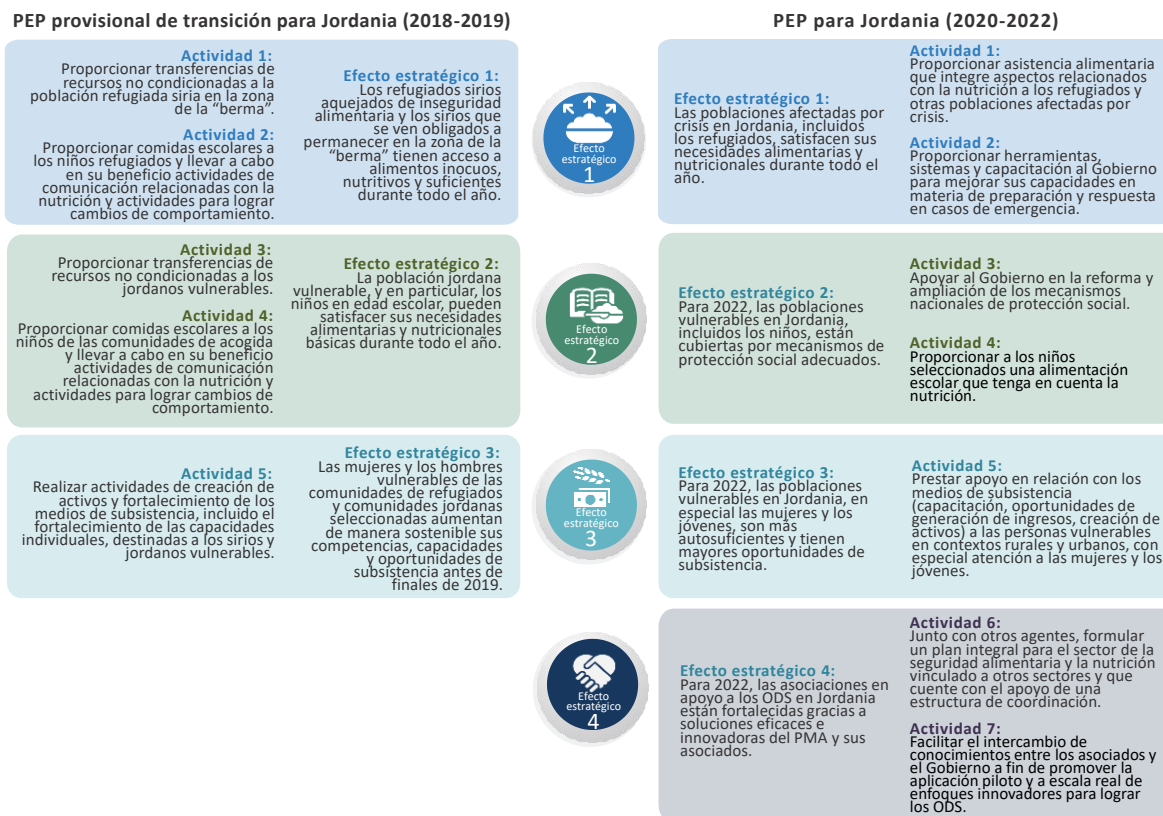 PEP provisional de transición para Jordania (2018-2019)
Actividad 1:
Proporcionar transferencias de
recursos no condicionadas a la
población refugiada siria en la zona
de la “berma”.
Actividad 2:
Proporcionar comidas escolares a
los niños refugiados y llevar a cabo
en su beneficio actividades de
comunicación relacionadas con la
nutrición y actividades para lograr
cambios de comportamiento.
Efecto estratégico 1:
Los refugiados sirios
aquejados de inseguridad
alimentaria y los sirios que
se ven obligados a
permanecer en la zona de la
“berma” tienen acceso a
alimentos inocuos,
nutritivos y suficientes
durante todo el año.
Actividad 3:
Proporcionar transferencias de
recursos no condicionadas a los
jordanos vulnerables.
Actividad 4:
Proporcionar comidas escolares a los
niños de las comunidades de acogida
y llevar a cabo en su beneficio
actividades de comunicación
relacionadas con la nutrición y
actividades para lograr cambios de
comportamiento.
Efecto estratégico 2:
La población jordana
vulnerable, y en particular, los
niños en edad escolar, pueden
satisfacer sus necesidades
alimentarias y nutricionales
básicas durante todo el año.
Actividad 5:
Realizar actividades de creación de
activos y fortalecimiento de los
medios de subsistencia, incluido el
fortalecimiento de las capacidades
individuales, destinadas a los sirios y
jordanos vulnerables.
Efecto estratégico 3:
Las mujeres y los hombres
vulnerables de las
comunidades de refugiados
y comunidades jordanas
seleccionadas aumentan
de manera sostenible sus
competencias, capacidades
y oportunidades de
subsistencia antes de
finales de 2019.
Efecto
estratégico
1
Efecto
estratégico
2
Efecto
estratégico
3
Efecto
estratégico
4
PEP para Jordania (2020-2022)
Efecto estratégico 1:
Las poblaciones afectadas por
crisis en Jordania, incluidos
los refugiados, satisfacen sus
necesidades alimentarias y
nutricionales durante todo el
año.
Actividad 1:
Proporcionar asistencia alimentaria
que integre aspectos relacionados
con la nutrición a los refugiados y
otras poblaciones afectadas por
crisis.
Actividad 2:
Proporcionar herramientas,
sistemas y capacitación al Gobierno
para mejorar sus capacidades en
materia de preparación y respuesta
en casos de emergencia.
Efecto estratégico 2:
Para 2022, las poblaciones
vulnerables en Jordania,
incluidos los niños, están
cubiertas por mecanismos de
protección social adecuados.
Actividad 3:
Apoyar al Gobierno en la reforma y
ampliación de los mecanismos
nacionales de protección social.
Actividad 4:
Proporcionar a los niños
seleccionados una alimentación
escolar que tenga en cuenta la
nutrición.
Efecto estratégico 3:
Para 2022, las poblaciones
vulnerables en Jordania, en
especial las mujeres y los
jóvenes, son más
autosuficientes y tienen
mayores oportunidades de
subsistencia.
Actividad 5:
Prestar apoyo en relación con los
medios de subsistencia
(capacitación, oportunidades de
generación de ingresos, creación de
activos) a las personas vulnerables
en contextos rurales y urbanos, con
especial atención a las mujeres y los
jóvenes.
Efecto estratégico 4:
Para 2022, las asociaciones en
apoyo a los ODS en Jordania
están fortalecidas gracias a
soluciones eficaces e
innovadoras del PMA y sus
asociados.
Actividad 6:
Junto con otros agentes, formular
un plan integral para el sector de la
seguridad alimentaria y la nutrición
vinculado a otros sectores y que
cuente con el apoyo de una
estructura de coordinación.
Actividad 7:
Facilitar el intercambio de
conocimientos entre los asociados y
el Gobierno a fin de promover la
aplicación piloto y a escala real de
enfoques innovadores para lograr
los ODS.